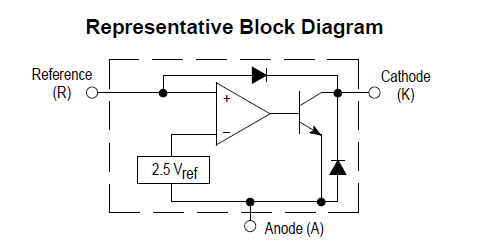 Representative Block Diagram
Reference
(R)
Cathode
(K)
+
–
2.5 Vref
Anode (A)